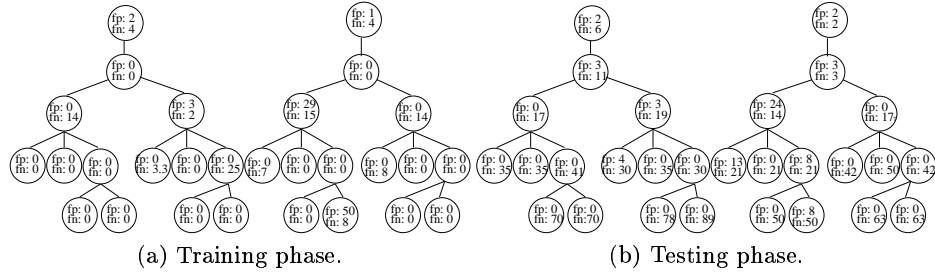 fp: 2
fn: 4
fp: 1
fn: 4
fp: 2
fn: 6
fp: 2
fn: 2
fp: 0
fn: 0
fp: 0
fn: 0
fp: 3
fn: 11
fp: 3
fn: 3
fp: 0
fn: 14
fp: 3
fn: 2
fp: 29
fn: 15
fp: 0
fn: 14
fp: 0
fn: 17
fp: 3
fn: 19
fp: 24
fn: 14
fp: 0
fn: 17
fp: 0
fn: 0
fp: 0
fn: 0
fp: 0
fn: 0
fp: 0
fn: 3.3
fp: 0
fn: 0
fp: 0
fn: 25
fp: 0
fn:7
fp: 0
fn: 0
fp: 0
fn: 0
fp: 0
fn: 8
fp: 0
fn: 0
fp: 0
fn: 0
fp: 0
fn: 35
fp: 0
fn: 35
fp: 0
fn: 41
fp: 4
fn: 30
fp: 0
fn: 35
fp: 0
fn: 30
fp: 13
fn: 21
fp: 0
fn: 21
fp: 8
fn: 21
fp: 0
fn: 42
fp: 0
fn: 50
fp: 0
fn: 42
fp: 0
fn: 0
fp: 0
fn: 0
fp: 0
fn: 0
fp: 0
fn: 0
fp: 0
fn: 0
fp: 50
fn: 8
fp: 0
fn: 0
fp: 0
fn: 0
fp: 0
fn: 70
fp: 0
fn: 70
fp: 0
fn: 78
fp: 0
fn: 89
fp: 0
fn: 50
fp: 8
fn:50
fp: 0
fn: 63
fp: 0
fn: 63
(a) Training phase.
(b) Testing phase.